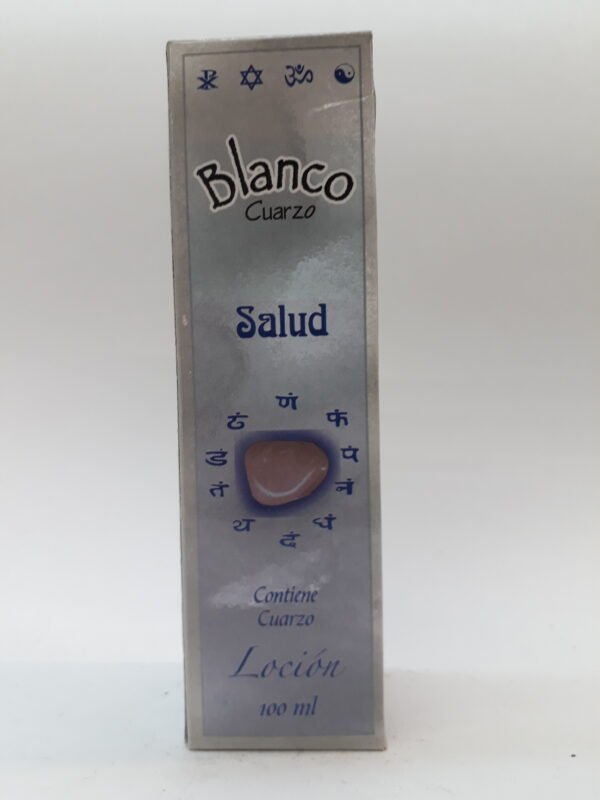 ॐ
Blanco
Cuarzo
Salud
णं
फं
डं
पं
तं
नं
थ
धं
दं
Contiene
Cuarzo
Loción
100 ml